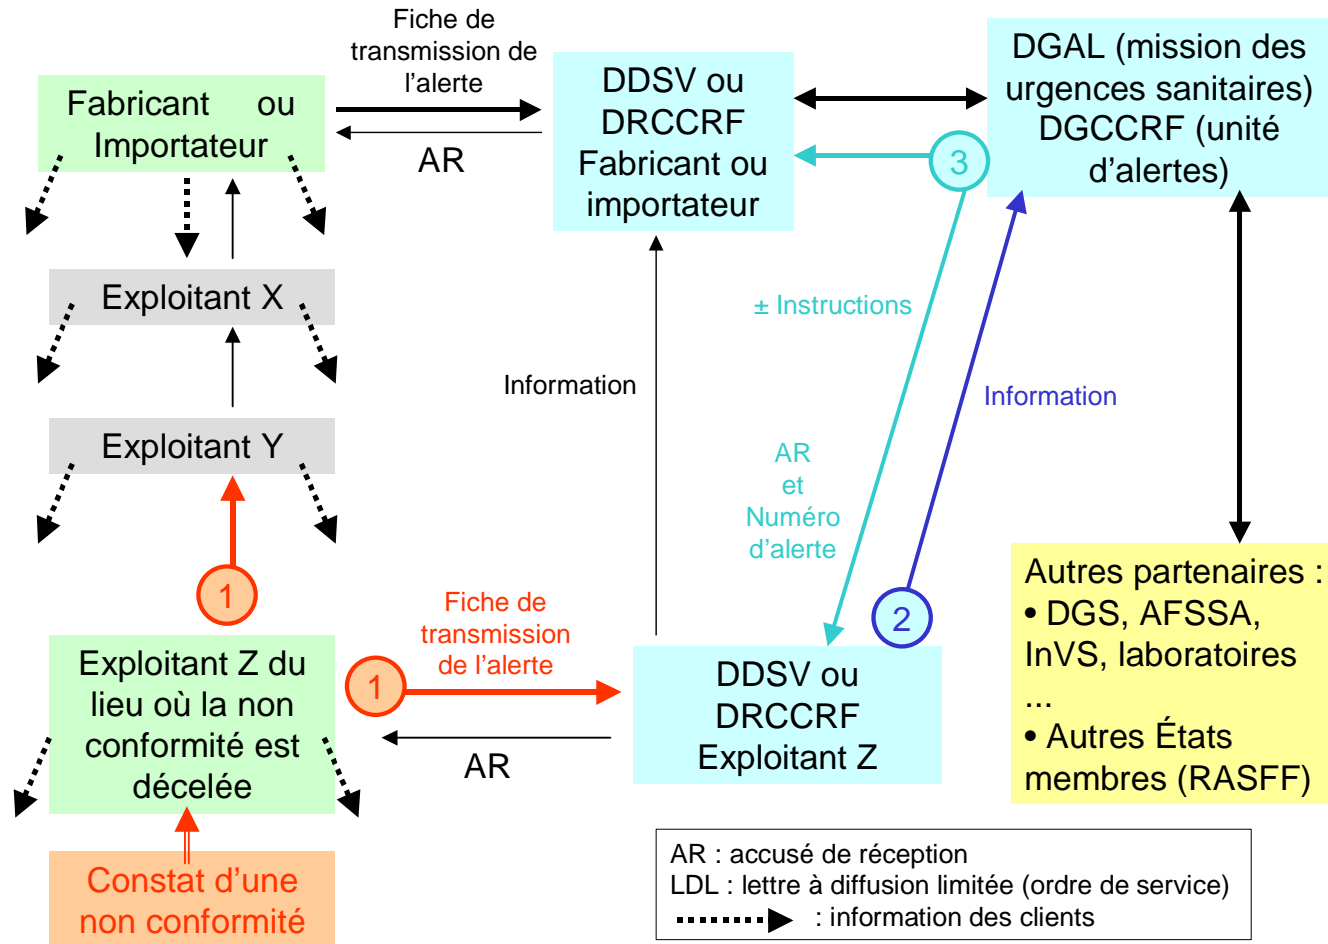 Fiche de
transmission de
l’alerte
Fabricant ou
Importateur
AR
DDSV ou
DRCCRF
Fabricant ou
importateur
DGAL (mission des
urgences sanitaires)
DGCCRF (unité
d’alertes)
3
Exploitant X
± Instructions
Information
Information
Exploitant Y
AR
et
Numéro
d’alerte
1
Fiche de
transmission
de l’alerte
2
Exploitant Z du
lieu où la non
conformité est
décelée
1
AR
DDSV ou
DRCCRF
Exploitant Z
Autres partenaires :
• DGS, AFSSA,
InVS, laboratoires
...
• Autres États
membres (RASFF)
Constat d’une
non conformité
AR : accusé de réception
LDL : lettre à diffusion limitée (ordre de service)
: information des clients